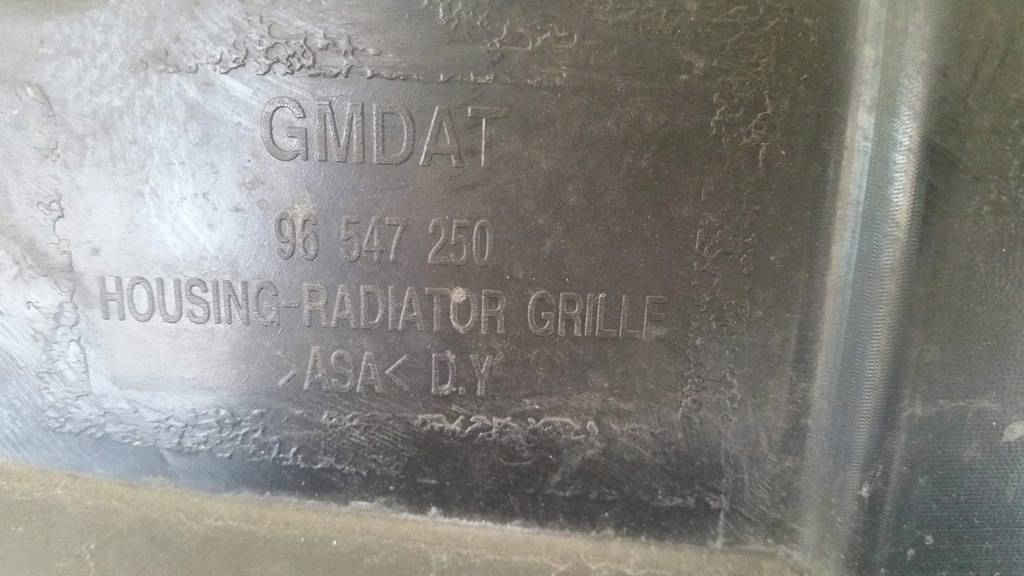 GMDAT
96 547 250
HOUSING-RADIATOR GRILLE
>ASA< D.Y